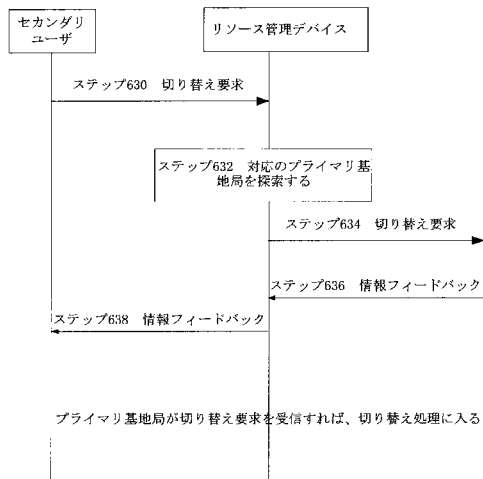 セカンダリ
ユーザ
リソース管理デバイス
ステップ630 切り替え要求
ステップ632 対応のプライマリ基
地局を探索する
ステップ634 切り替え要求
ステップ636 情報フィードバック
ステップ638 情報フィードバック
プライマリ基地局が切り替え要求を受信すれば、切り替え処理に入る